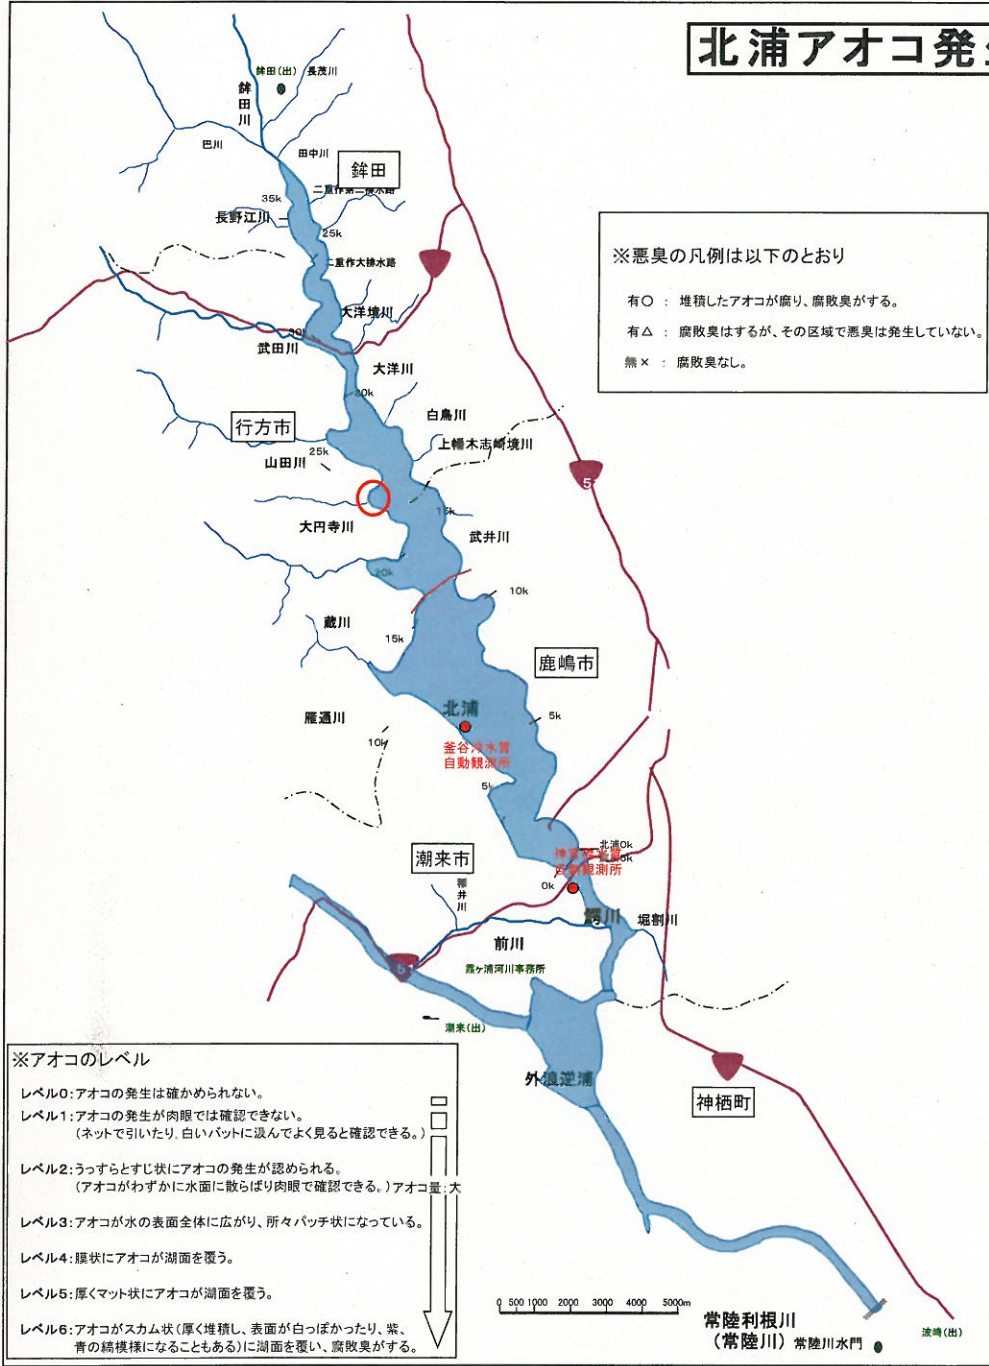 北浦アオコ発
鉾田(出)
長茂川
鉾田川
巴川
田中川
鉾田
二重作第二排水路
35k
長野江川
25k
二重作大排水路
大洋境川
30k
武田川
大洋川
20k
白鳥川
行方市
上幡木志崎境川
25k
山田川
15k
大円寺川
武井川
20k
10k
蔵川
15k
鹿嶋市
北浦
5k
雁通川
10k
釜谷沖水質
自動観測所
5k
北浦0k
潮来市
神宮橋水質
自動観測所
0k
鰐川
堀割川
前川
51
霞ヶ浦河川事務所
潮来(出)
外浪逆浦
神栖町
※悪臭の凡例は以下のとおり
有○ : 堆積したアオコが腐り、腐敗臭がする。
有△ : 腐敗臭はするが、その区域で悪臭は発生していない。
無× : 腐敗臭なし。
※アオコのレベル
レベル0:アオコの発生は確かめられない。
レベル1:アオコの発生が肉眼では確認できない。
(ネットで引いたり、白いバットに汲んでよく見ると確認できる。)
レベル2:うっすらとすじ状にアオコの発生が認められる。
(アオコがわずかに水面に散らばり肉眼で確認できる。)アオコ量:大
レベル3:アオコが水の表面全体に広がり、所々パッチ状になっている。
レベル4:膜状にアオコが湖面を覆う。
レベル5:厚くマット状にアオコが湖面を覆う。
レベル6:アオコがスカム状(厚く堆積し、表面が白っぽかったり、紫、
青の縞模様になることもある)に湖面を覆い、腐敗臭がする。
0 500 1000 2000 3000 4000 5000m
常陸利根川
(常陸川) 常陸川水門
波崎(出)